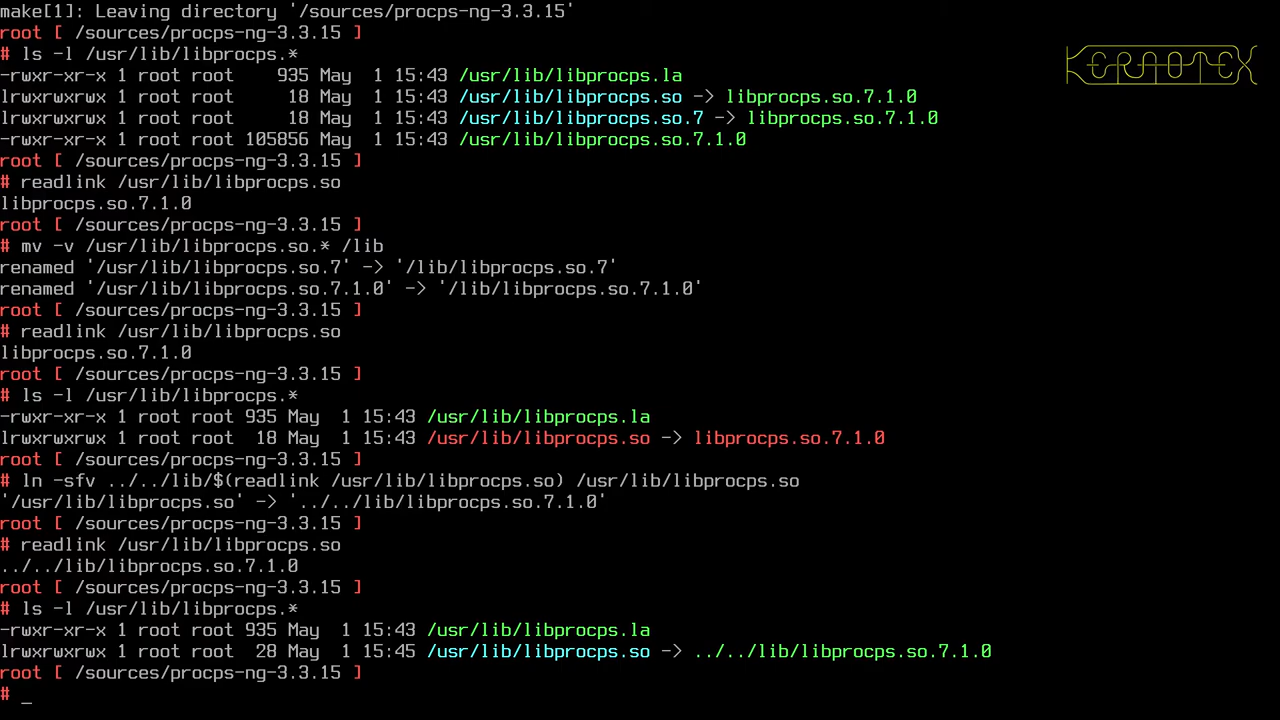 make[1]: Leaving directory '/sources/procps-ng-3.3.15'
root [ /sources/procps-ng-3.3.15 ]
# ls -l /usr/lib/libprocps.*
-rwxr-xr-x 1 root root    935 May  1 15:43 /usr/lib/libprocps.la
lrwxrwxrwx 1 root root     18 May  1 15:43 /usr/lib/libprocps.so -> libprocps.so.7.1.0
lrwxrwxrwx 1 root root     18 May  1 15:43 /usr/lib/libprocps.so.7 -> libprocps.so.7.1.0
-rwxr-xr-x 1 root root 105856 May  1 15:43 /usr/lib/libprocps.so.7.1.0
root [ /sources/procps-ng-3.3.15 ]
# readlink /usr/lib/libprocps.so
libprocps.so.7.1.0
root [ /sources/procps-ng-3.3.15 ]
# mv -v /usr/lib/libprocps.so.* /lib
renamed '/usr/lib/libprocps.so.7' -> '/lib/libprocps.so.7'
renamed '/usr/lib/libprocps.so.7.1.0' -> '/lib/libprocps.so.7.1.0'
root [ /sources/procps-ng-3.3.15 ]
# readlink /usr/lib/libprocps.so
libprocps.so.7.1.0
root [ /sources/procps-ng-3.3.15 ]
# ls -l /usr/lib/libprocps.*
-rwxr-xr-x 1 root root 935 May  1 15:43 /usr/lib/libprocps.la
lrwxrwxrwx 1 root root  18 May  1 15:43 /usr/lib/libprocps.so -> libprocps.so.7.1.0
root [ /sources/procps-ng-3.3.15 ]
# ln -sfv ../../lib/$(readlink /usr/lib/libprocps.so) /usr/lib/libprocps.so
'/usr/lib/libprocps.so' -> '../../lib/libprocps.so.7.1.0'
root [ /sources/procps-ng-3.3.15 ]
# readlink /usr/lib/libprocps.so
../../lib/libprocps.so.7.1.0
root [ /sources/procps-ng-3.3.15 ]
# ls -l /usr/lib/libprocps.*
-rwxr-xr-x 1 root root 935 May  1 15:43 /usr/lib/libprocps.la
lrwxrwxrwx 1 root root  28 May  1 15:45 /usr/lib/libprocps.so -> ../../lib/libprocps.so.7.1.0
root [ /sources/procps-ng-3.3.15 ]
# _